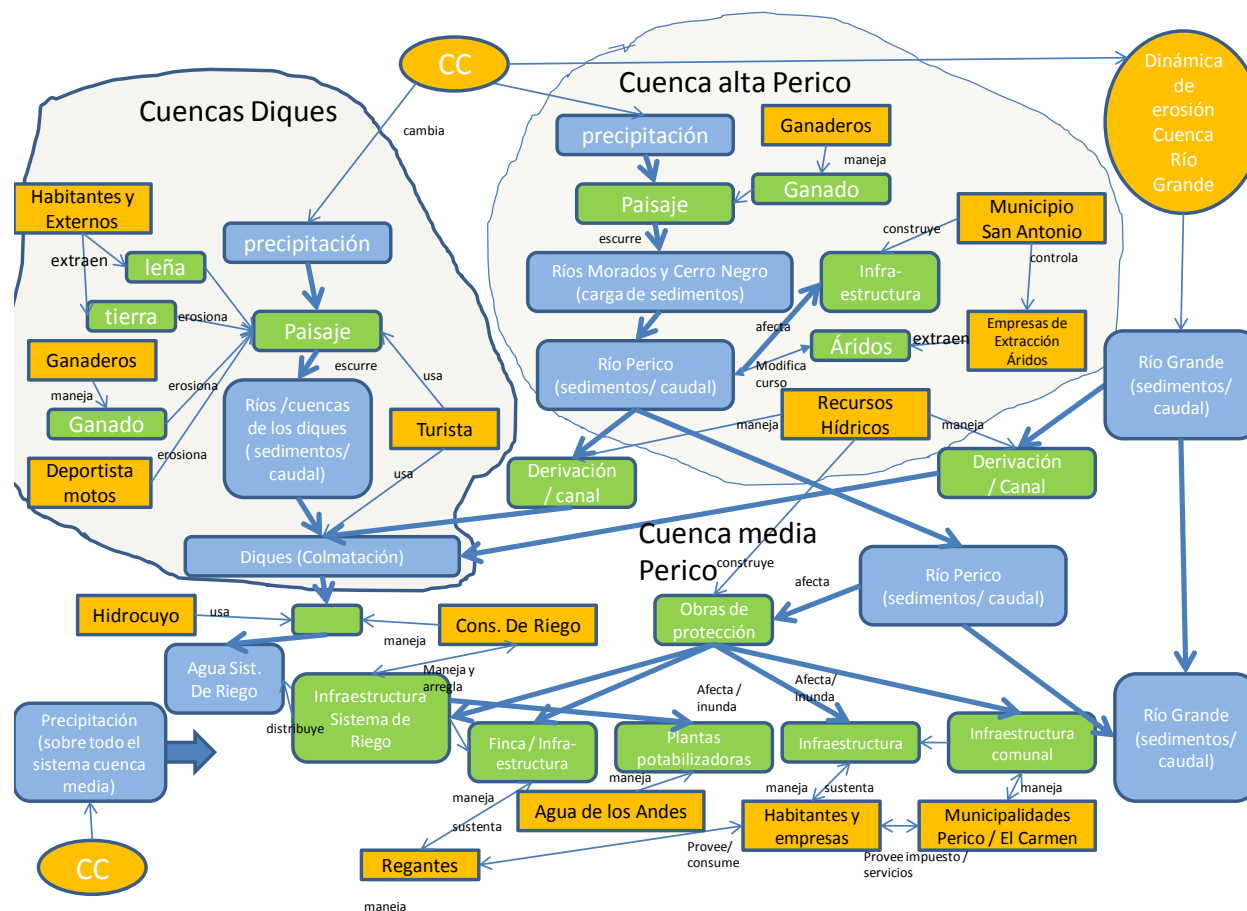 CC
Dinámica
de
erosión
Cuenca
Río
Grande
Cuencas Diques
cambia
Habitantes y
Externos
extraen
leña
tierra
erosiona
Ganaderos
maneja
Ganado
erosiona
erosiona
Deportista
motos
precipitación
Paisaje
escurre
usa
Ríos /cuencas
de los diques
( sedimentos/
caudal)
Turista
usa
Diques (Colmatación)
Cuenca alta Perico
precipitación
Ganaderos
maneja
Paisaje
Ganado
escurre
Ríos Morados y Cerro Negro
(carga de sedimentos)
construye
Municipio
San Antonio
controla
Infra-
estructura
afecta
Áridos
extraen
Empresas de
Extracción
Áridos
Río Perico
(sedimentos/ caudal)
Modifica
curso
Río Grande
(sedimentos/
caudal)
maneja
Recursos
Hídricos
maneja
Derivación
/ canal
Derivación
/ Canal
Cuenca media
Perico
construye
afecta
Río Perico
(sedimentos/ caudal)
Obras de
protección
Hidrocuyo
usa
maneja
Cons. De Riego
Agua Sist.
De Riego
Maneja y
arregla
distribuye
Infraestructura
Sistema de
Riego
Afecta /
inunda
Afecta/
inunda
Finca / Infra-
estructura
Plantas
potabilizadoras
Infraestructura
Infraestructura
comunal
Río Grande
(sedimentos/
caudal)
Precipitación
(sobre todo el
sistema cuenca
media)
CC
maneja
sustenta
maneja
Agua de los Andes
maneja
sustenta
maneja
Habitantes y
empresas
Municipalidades
Perico / El Carmen
Provee/
consume
Provee impuesto /
servicios
Regantes
maneja